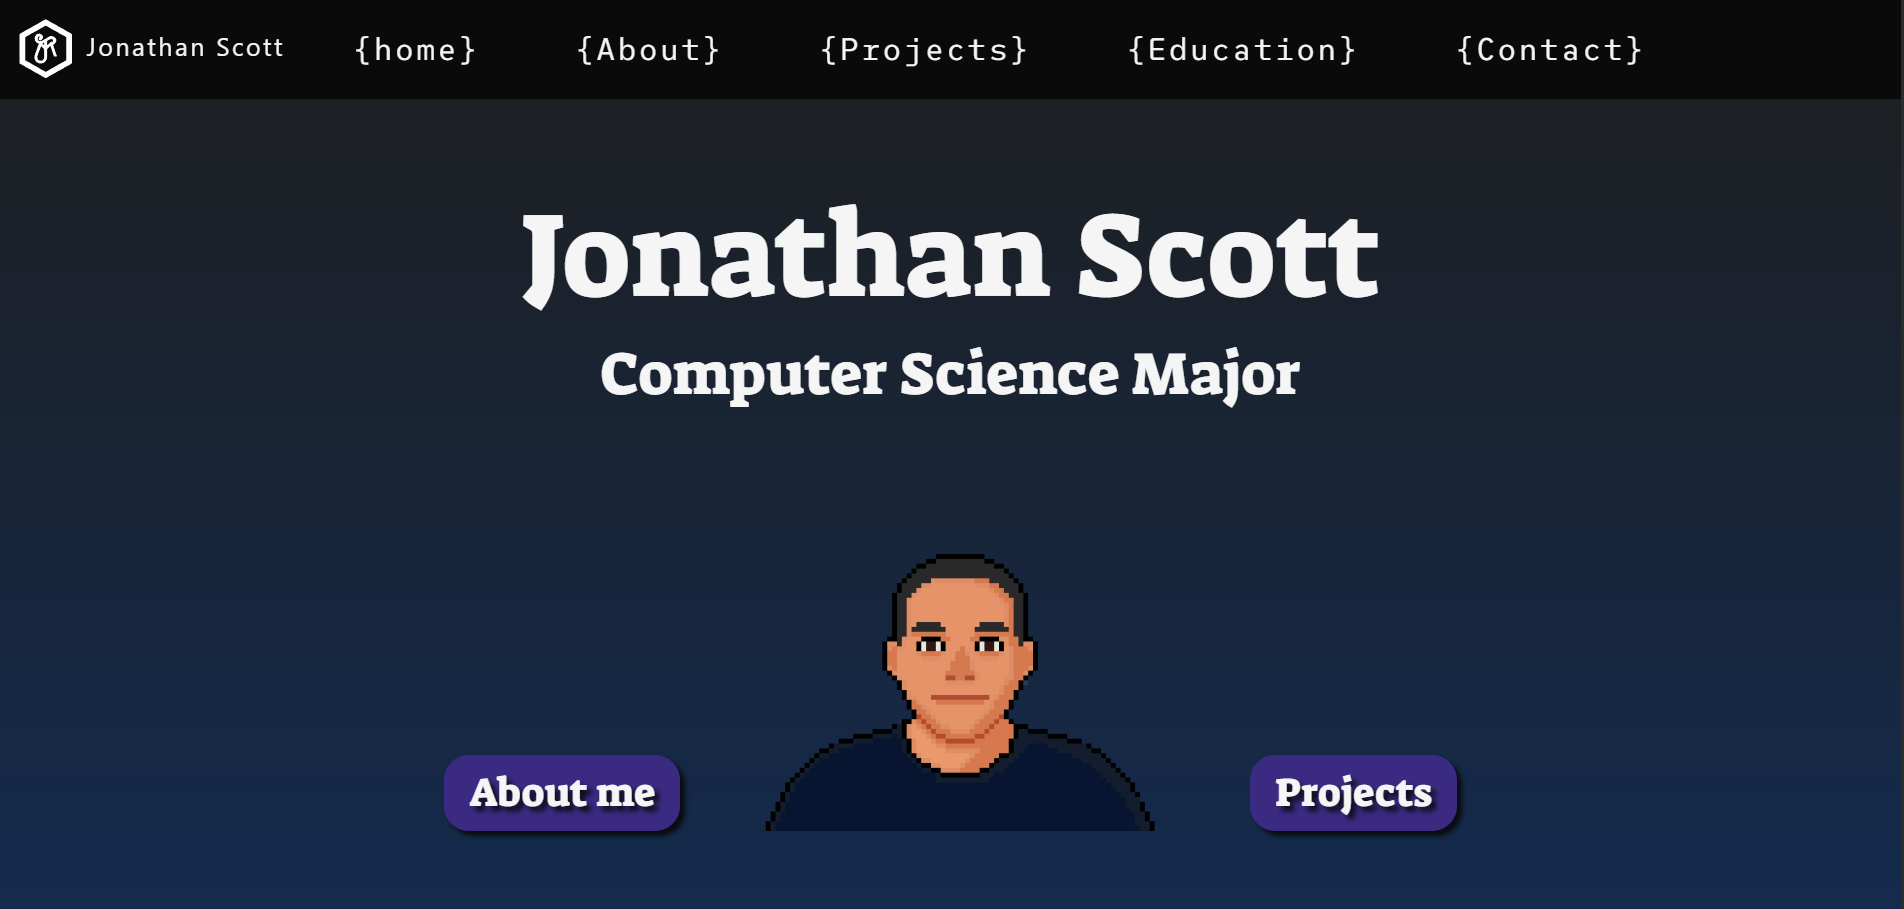 Jonathan Scott {home} {About} {Projects} {Education} {Contact}
Jonathan Scott
Computer Science Major
About me
Projects